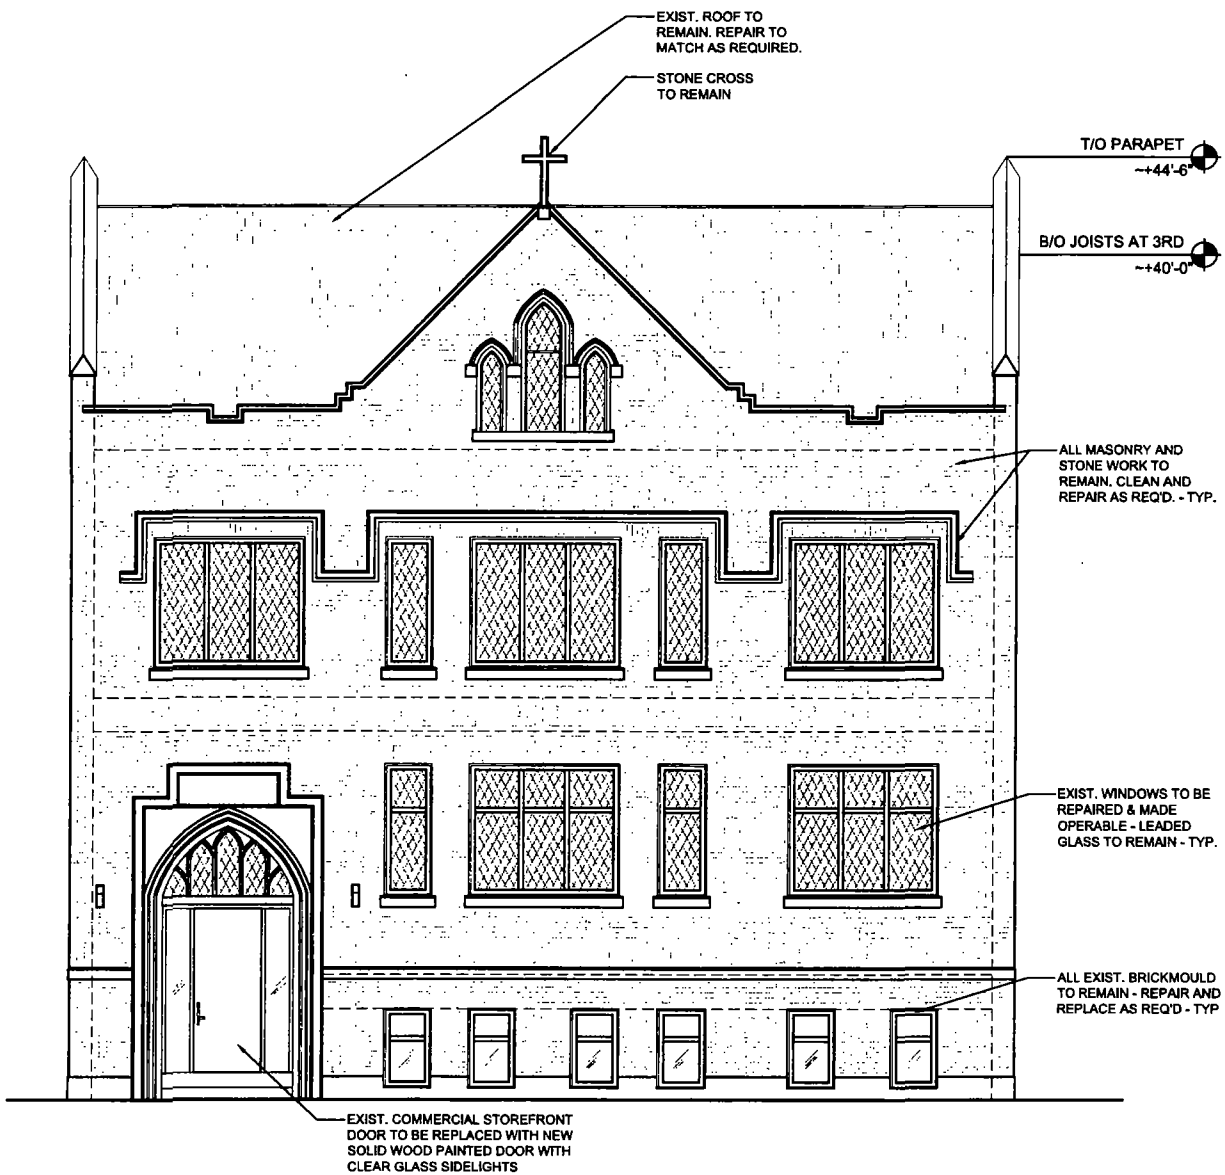 EXIST. ROOF TO
REMAIN. REPAIR TO
MATCH AS REQUIRED.
STONE CROSS
TO REMAIN
T/O PARAPET
~+44'-6"
B/O JOISTS AT 3RD
~+40'-0"
ALL MASONRY AND
STONE WORK TO
REMAIN. CLEAN AND
REPAIR AS REQ'D. - TYP.
EXIST. WINDOWS TO BE
REPAIRED & MADE
OPERABLE - LEADED
GLASS TO REMAIN - TYP.
ALL EXIST. BRICKMOULD
TO REMAIN - REPAIR AND
REPLACE AS REQ'D - TYP
EXIST. COMMERCIAL STOREFRONT
DOOR TO BE REPLACED WITH NEW
SOLID WOOD PAINTED DOOR WITH
CLEAR GLASS SIDELIGHTS